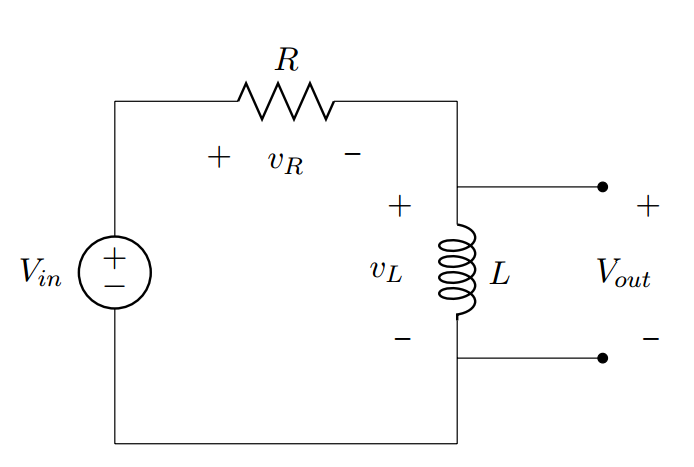 R
+ v_R −
+ +
V_in + v_L L V_out
−
− −